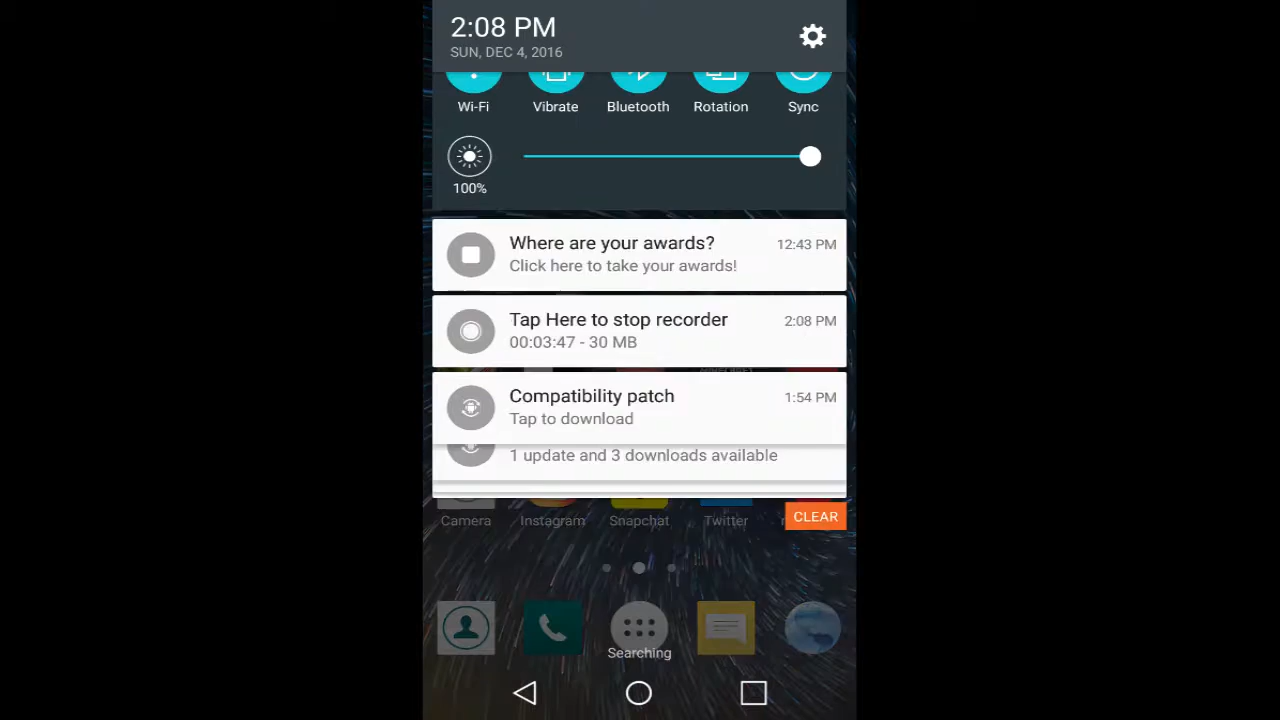 2:08 PM
SUN, DEC 4, 2016
Wi-Fi
Vibrate
Bluetooth
Rotation
Sync
100%
Where are your awards?
12:43 PM
Click here to take your awards!
Tap Here to stop recorder
2:08 PM
00:03:47 - 30 MB
Compatibility patch
1:54 PM
Tap to download
1 update and 3 downloads available
CLEAR
Camera
Instagram
Snapchat
Twitter
Searching